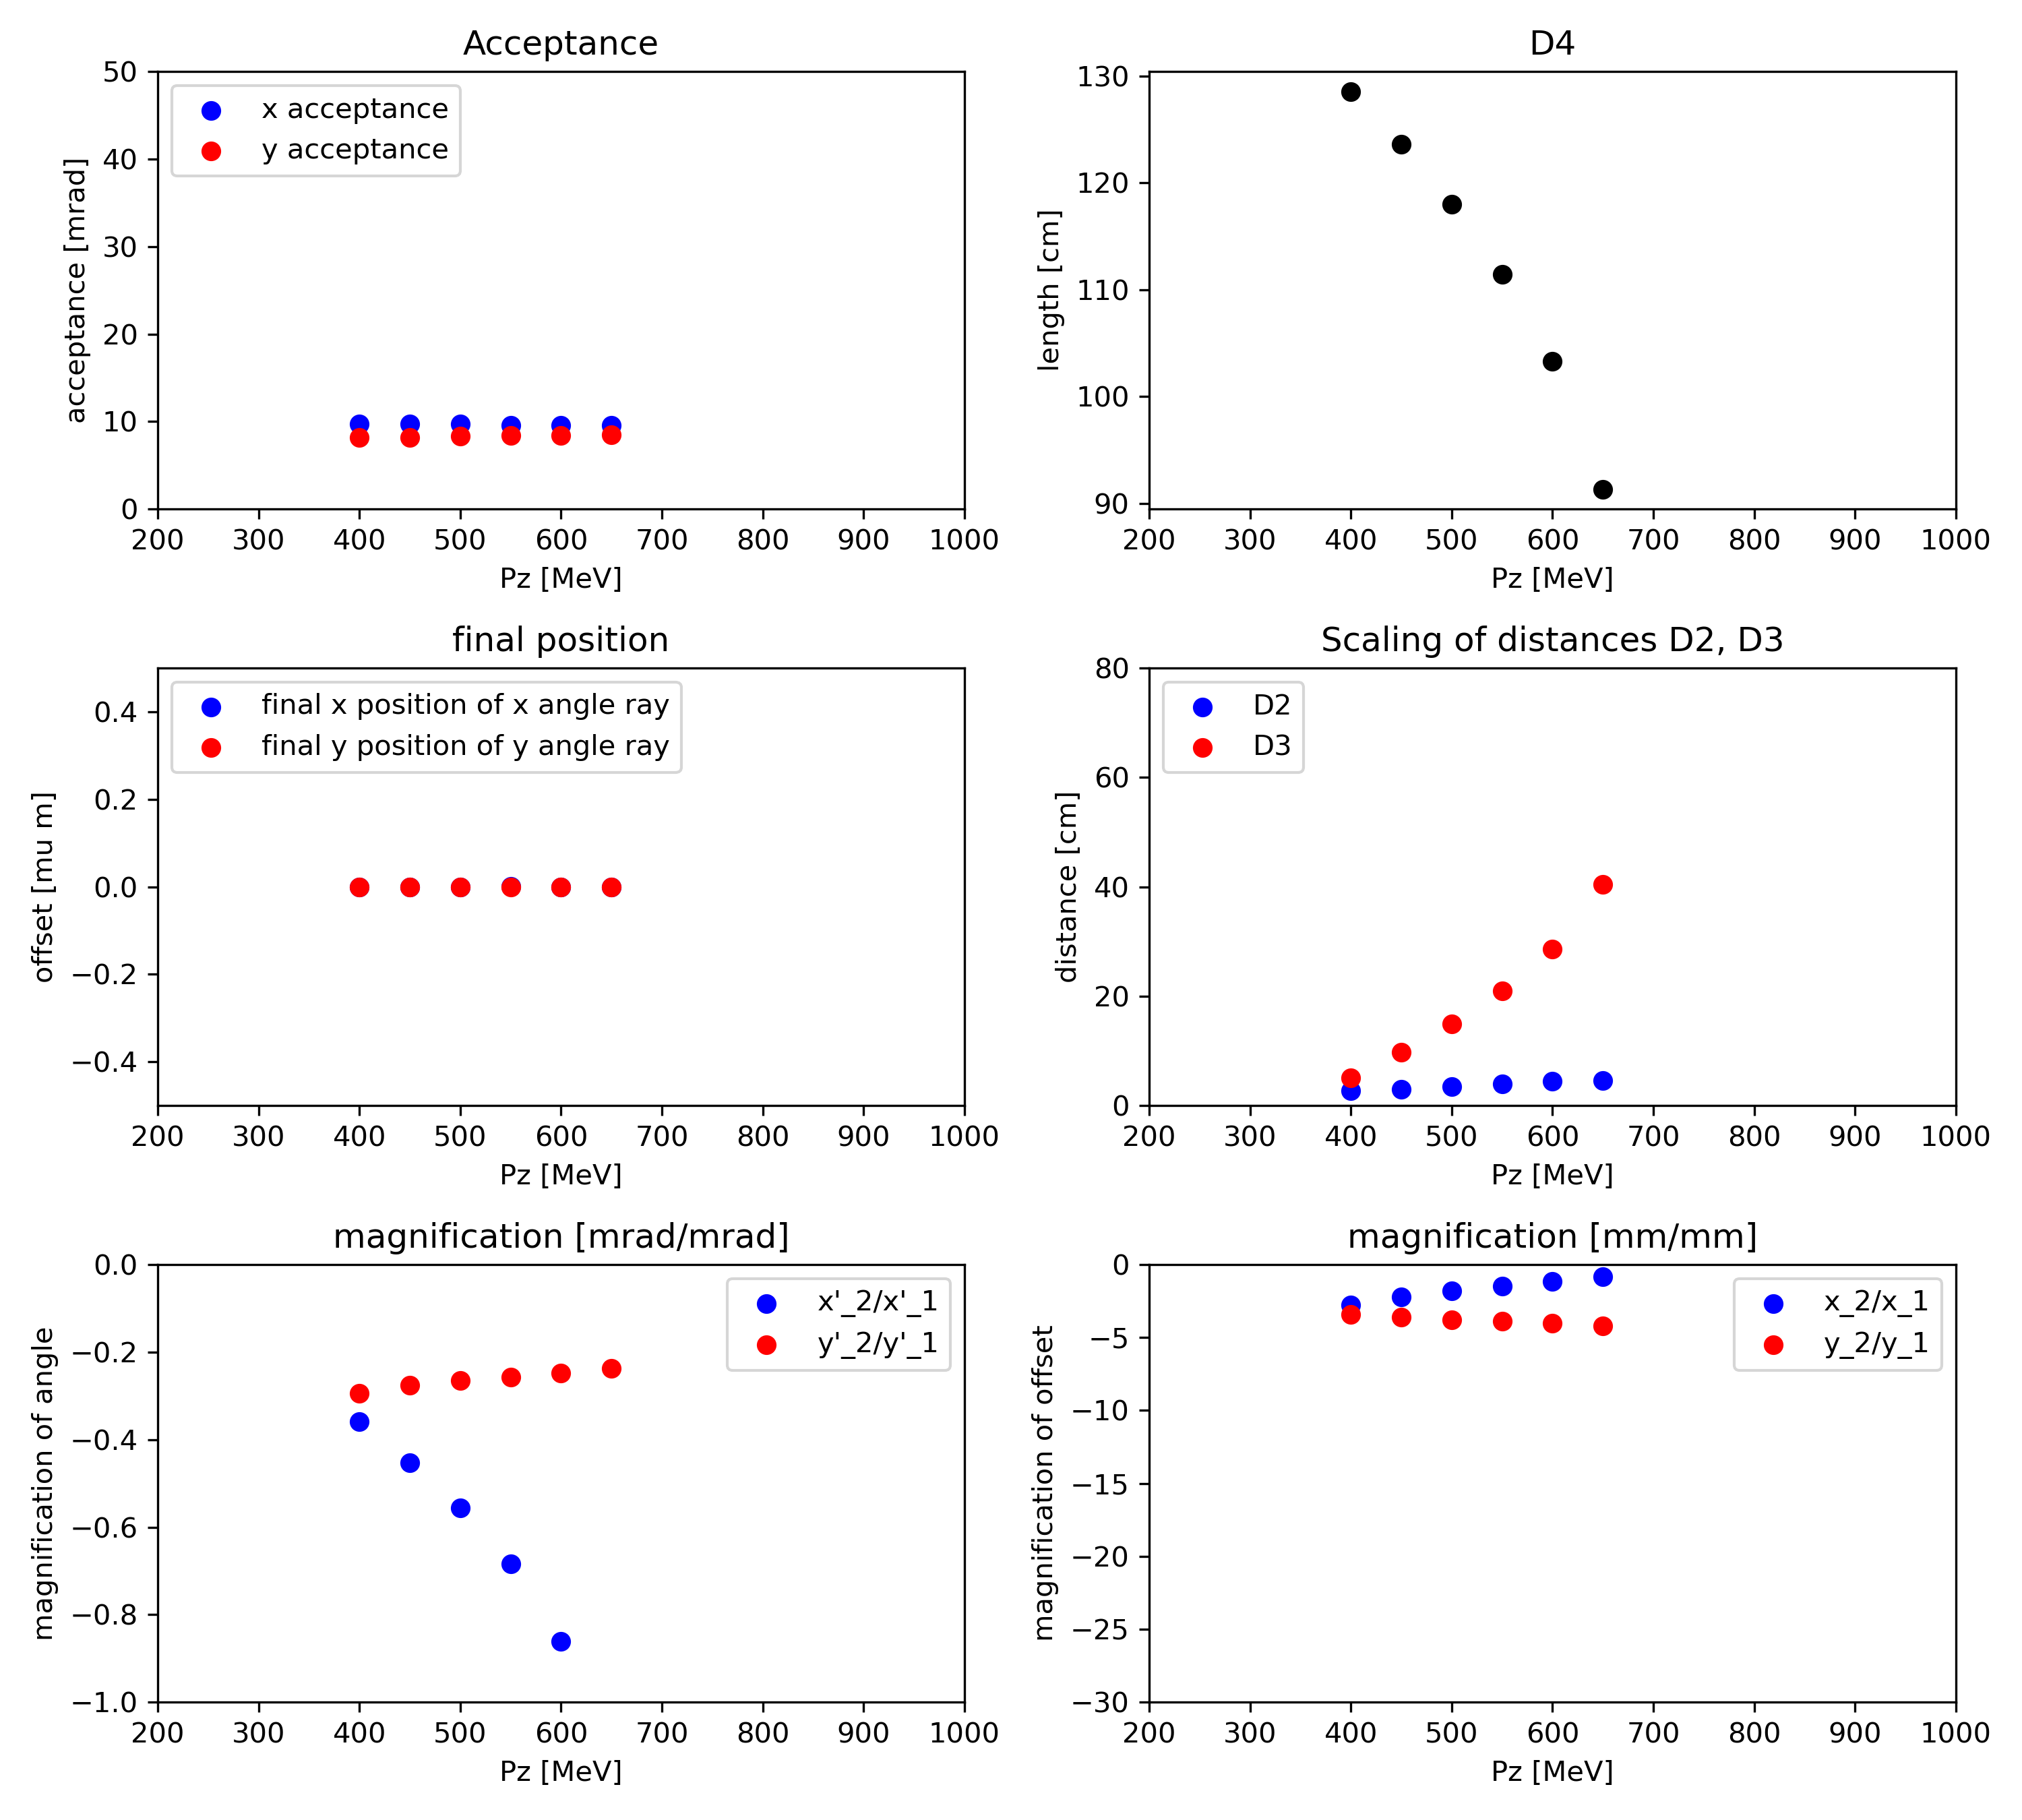 Acceptance
50
40
30
20
10
0
acceptance [mrad]
x acceptance
y acceptance
200 300 400 500 600 700 800 900 1000
Pz [MeV]
D4
130
120
110
100
90
length [cm]
200 300 400 500 600 700 800 900 1000
Pz [MeV]
final position
0.4
0.2
0.0
−0.2
−0.4
offset [mu m]
final x position of x angle ray
final y position of y angle ray
200 300 400 500 600 700 800 900 1000
Pz [MeV]
Scaling of distances D2, D3
80
60
40
20
0
distance [cm]
D2
D3
200 300 400 500 600 700 800 900 1000
Pz [MeV]
magnification [mrad/mrad]
0.0
−0.2
−0.4
−0.6
−0.8
−1.0
magnification of angle
x'_2/x'_1
y'_2/y'_1
200 300 400 500 600 700 800 900 1000
Pz [MeV]
magnification [mm/mm]
0
−5
−10
−15
−20
−25
−30
magnification of offset
x_2/x_1
y_2/y_1
200 300 400 500 600 700 800 900 1000
Pz [MeV]